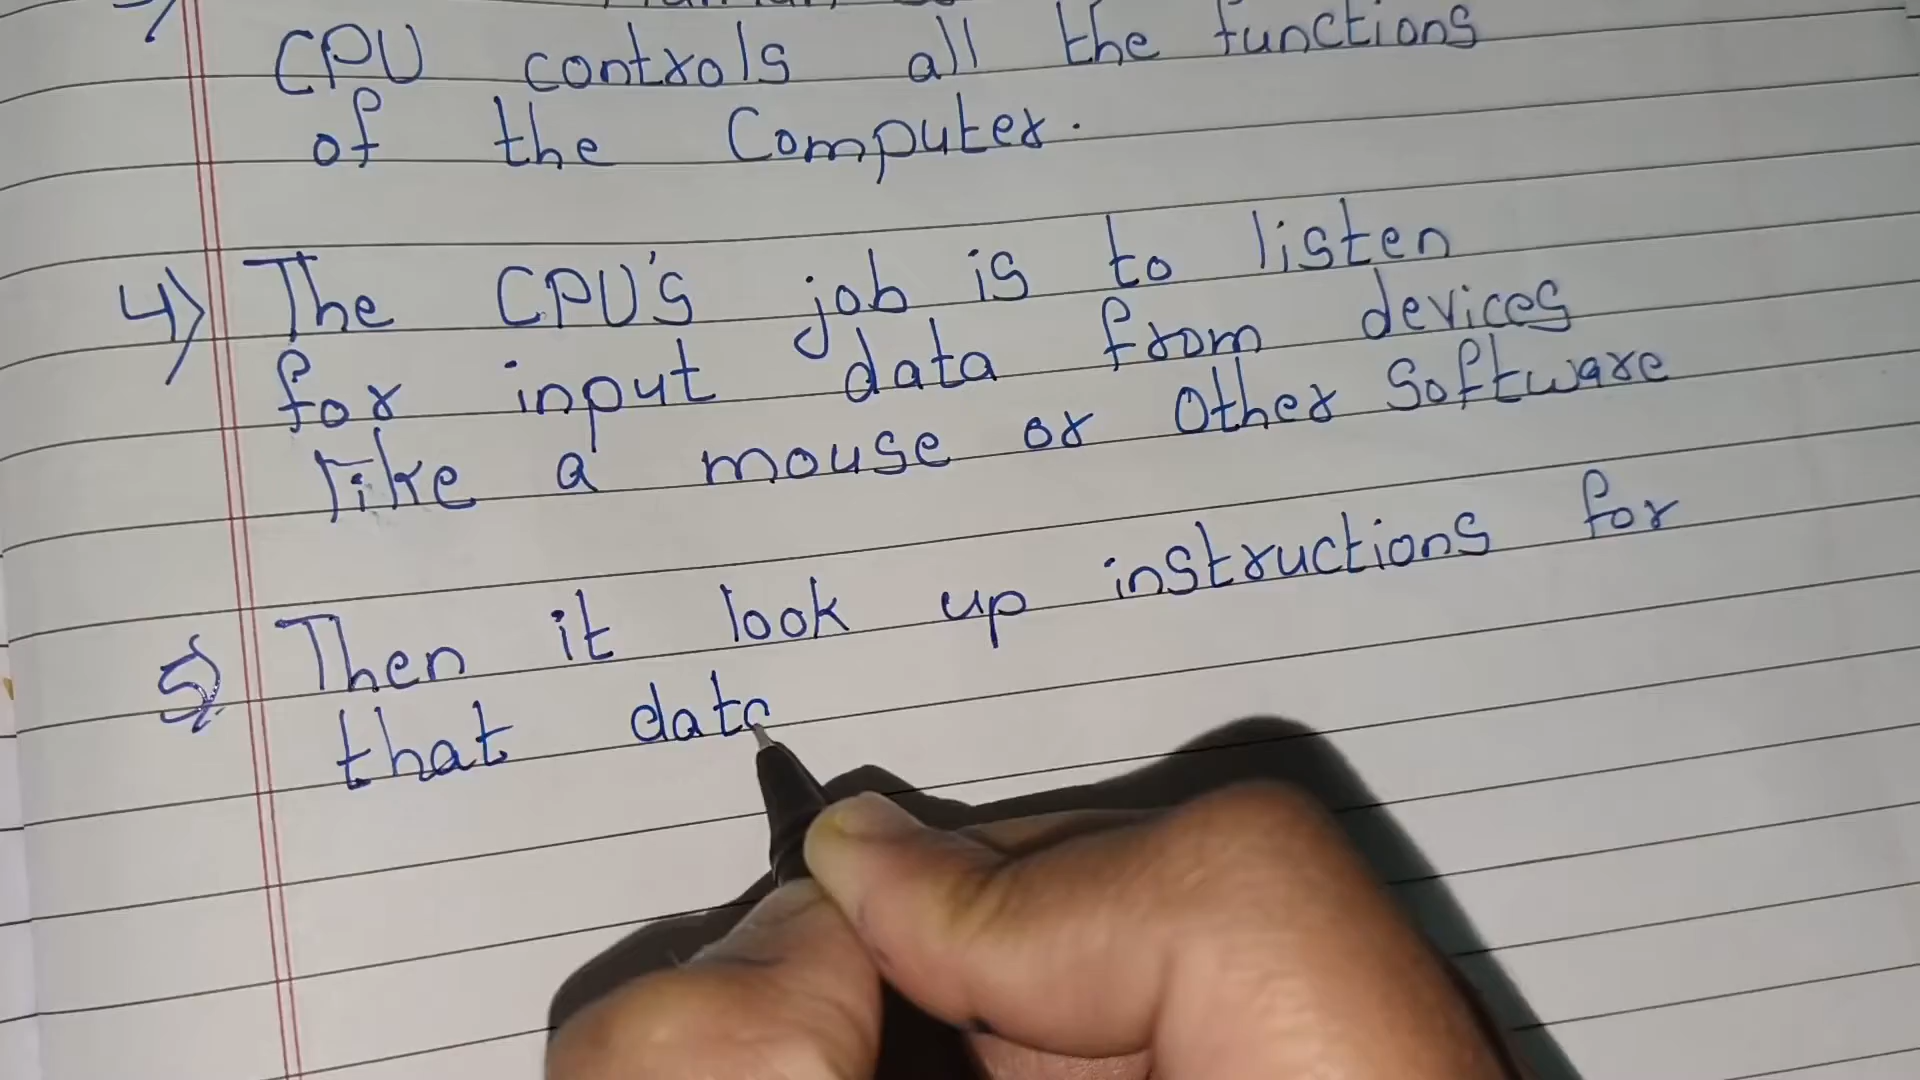 CPU controls all the functions
of the Computer.
4) The CPU's job is to listen
for input data from devices
like a mouse or Other Software
5) Then it look up instructions for
that data